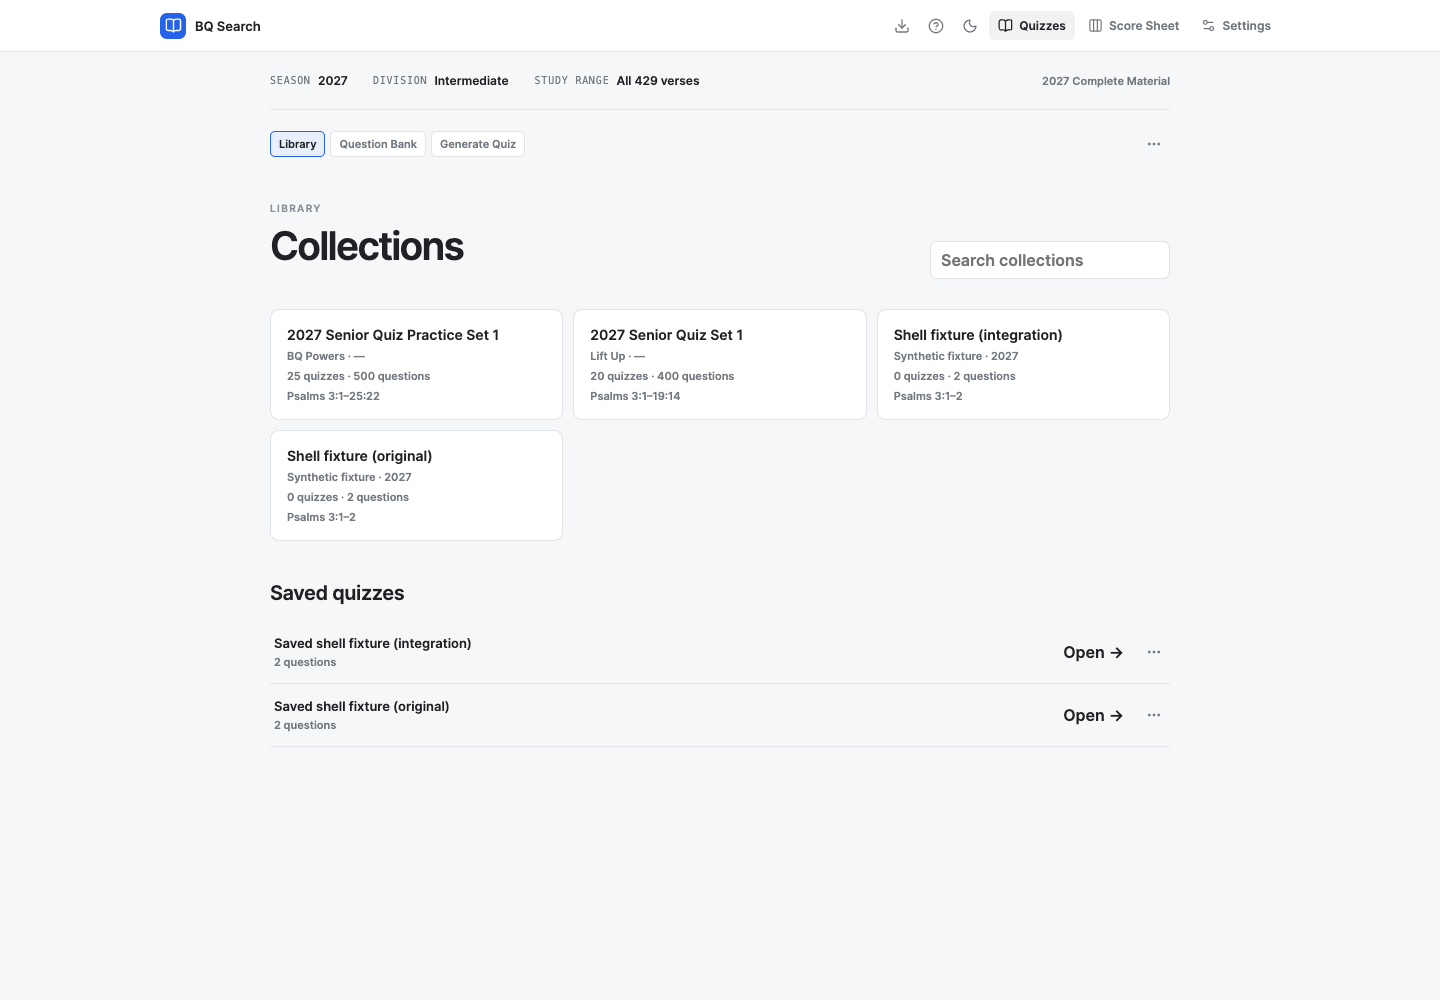 BQ Search
Quizzes
Score Sheet
Settings
SEASON 2027 DIVISION Intermediate STUDY RANGE All 429 verses
2027 Complete Material
Library
Question Bank
Generate Quiz
LIBRARY
Collections
Search collections
2027 Senior Quiz Practice Set 1
BQ Powers · —
25 quizzes · 500 questions
Psalms 3:1–25:22
2027 Senior Quiz Set 1
Lift Up · —
20 quizzes · 400 questions
Psalms 3:1–19:14
Shell fixture (integration)
Synthetic fixture · 2027
0 quizzes · 2 questions
Psalms 3:1–2
Shell fixture (original)
Synthetic fixture · 2027
0 quizzes · 2 questions
Psalms 3:1–2
Saved quizzes
Saved shell fixture (integration)
2 questions
Open →
Saved shell fixture (original)
2 questions
Open →